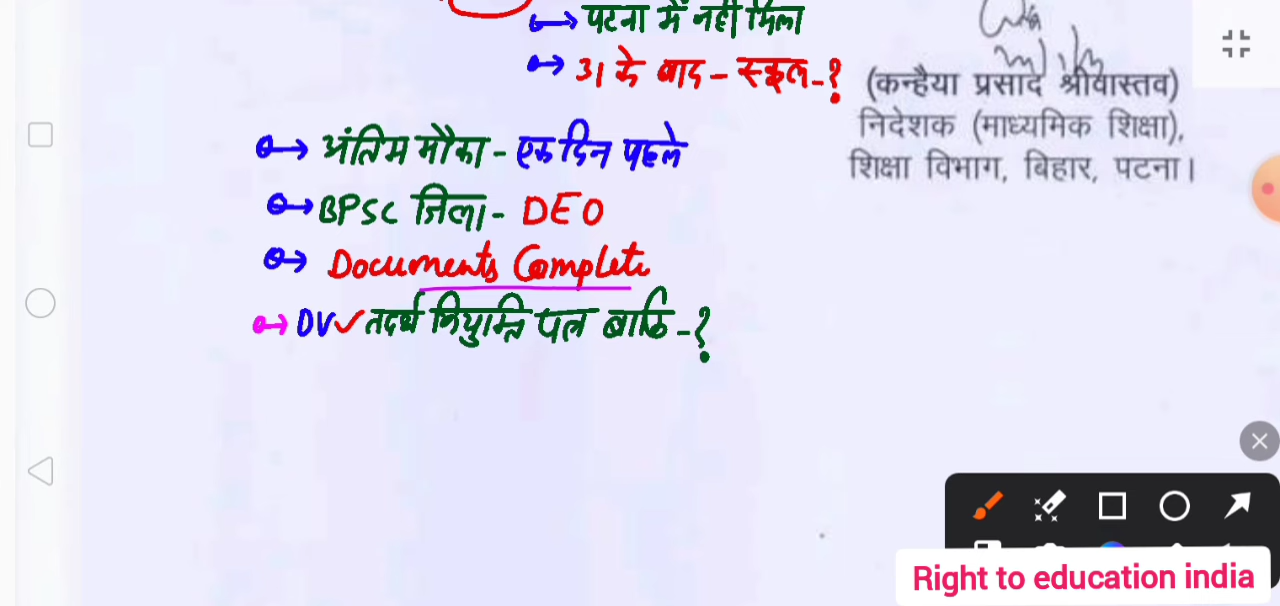 पटना में नहीं मिला
31 के बाद - स्कूल - ?
(कन्हैया प्रसाद श्रीवास्तव)
निदेशक (माध्यमिक शिक्षा),
शिक्षा विभाग, बिहार, पटना।
अंतिम मौका - एक दिन पहले
BPSC जिला - DEO
Documents Complete
DV ✓ तदर्थ नियुक्ति पत्र बाकि - ?
Right to education india